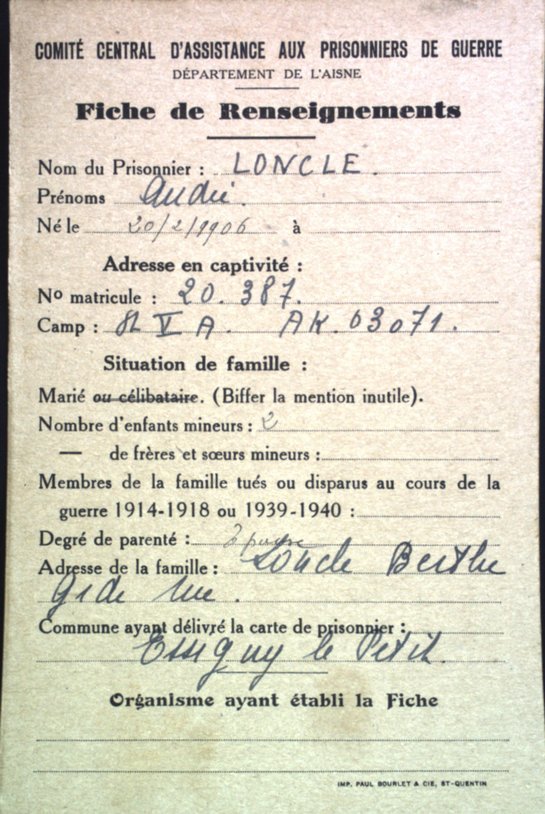 COMITÉ CENTRAL D'ASSISTANCE AUX PRISONNIERS DE GUERRE
DÉPARTEMENT DE L'AISNE
Fiche de Renseignements
Nom du Prisonnier : LONCLE.
Prénoms André.
Né le 20/2/1906 à
Adresse en captivité :
No matricule : 20.387.
Camp : V A. AK. 03071.
Situation de famille :
Marié ou célibataire. (Biffer la mention inutile).
Nombre d'enfants mineurs : 2
— de frères et sœurs mineurs :
Membres de la famille tués ou disparus au cours de la
guerre 1914-1918 ou 1939-1940 :
Degré de parenté :
Adresse de la famille : Loncle Berthe
Gde rue.
Commune ayant délivré la carte de prisonnier :
Essigny le Petit.
Organisme ayant établi la Fiche
IMP. PAUL BOURLET & CIE, ST-QUENTIN